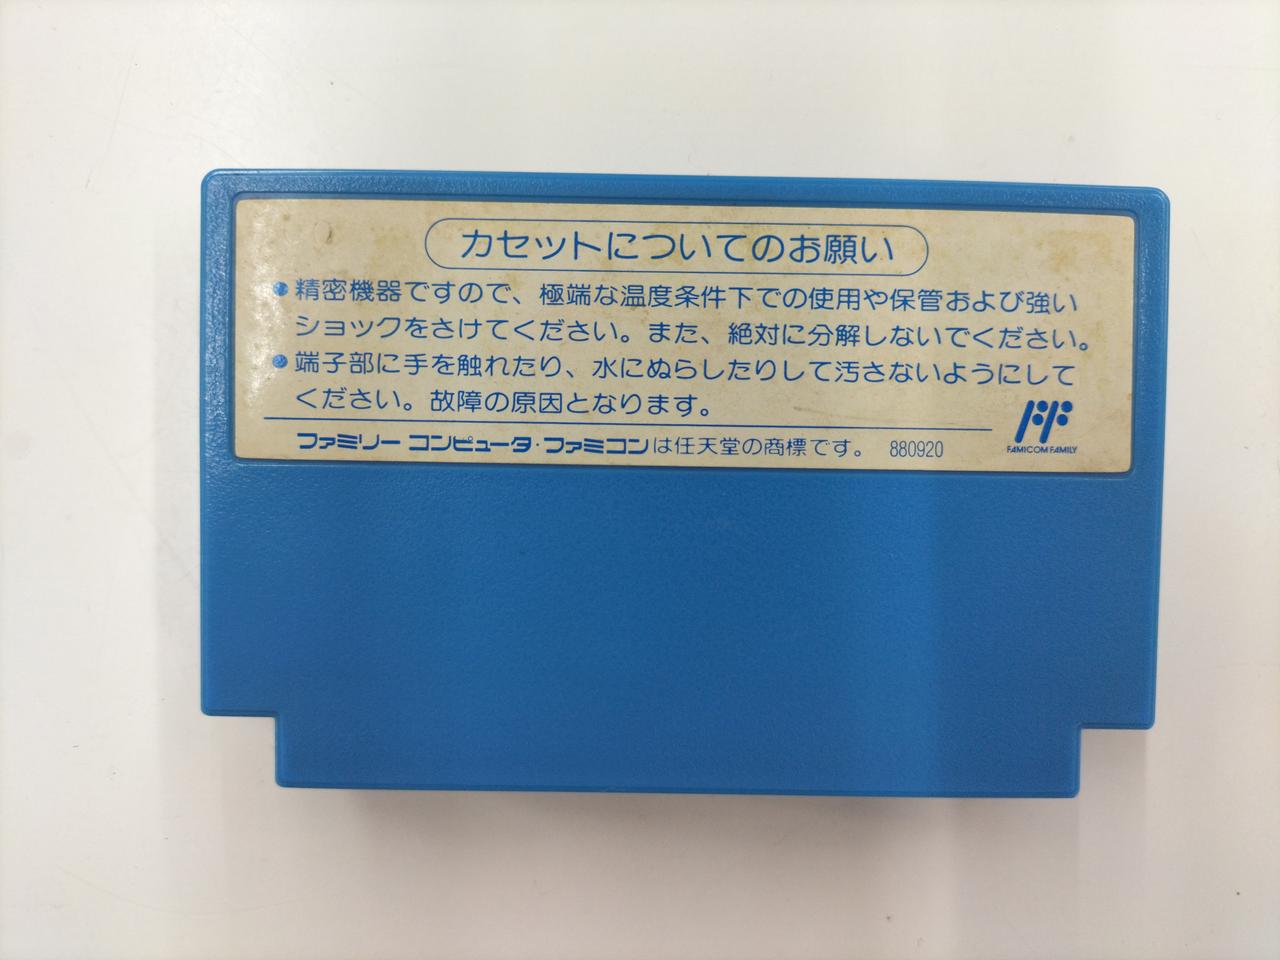 カセットについてのお願い
●精密機器ですので、極端な温度条件下での使用や保管および強い
ショックをさけてください。また、絶対に分解しないでください。
●端子部に手を触れたり、水にぬらしたりして汚さないようにして
ください。故障の原因となります。
ファミリー コンピュータ・ファミコンは任天堂の商標です。 880920
FAMICOM FAMILY